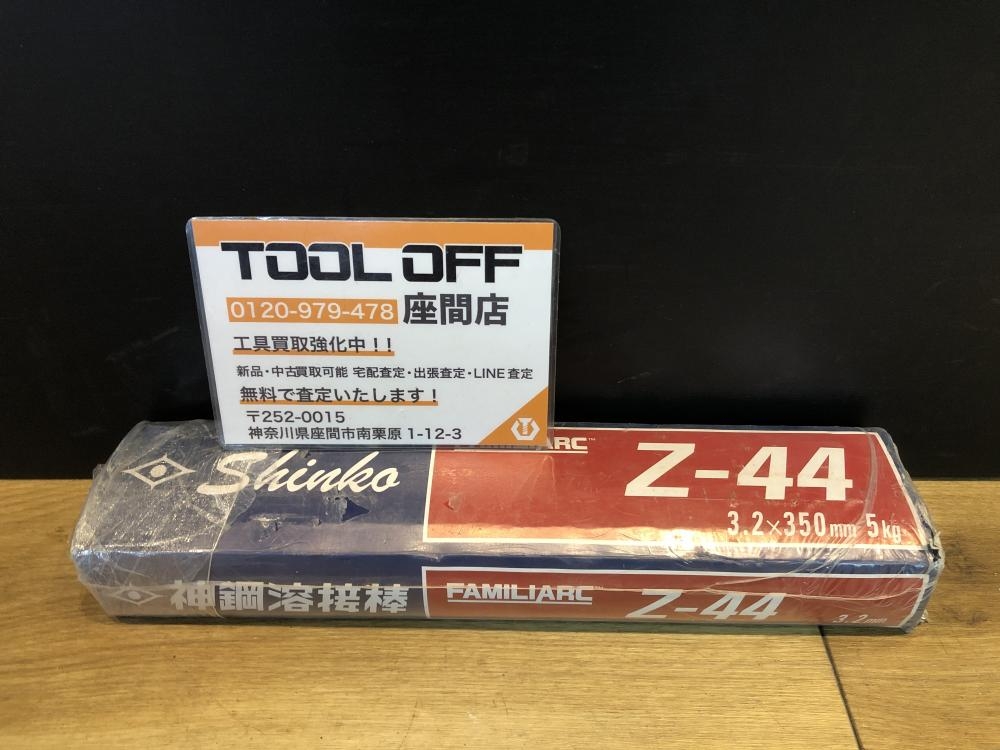 TOOL OFF
0120-979-478 座間店
工具買取強化中!!
新品・中古買取可能 宅配査定・出張査定・LINE査定
無料で査定いたします!
〒252-0015
神奈川県座間市南栗原 1-12-3
Shinko
ARC™
Z-44
3.2×350mm 5kg
神鋼溶接棒
FAMILIARC
Z-44
3.2mm